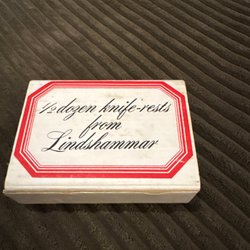 ½ dozen knife-rests
from
Lindshammar